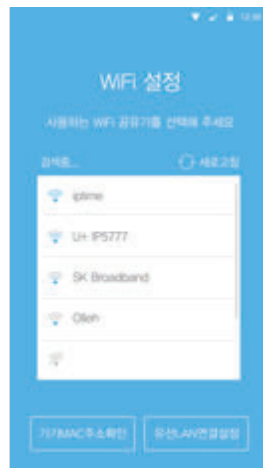 12:30
WiFi 설정
사용하는 WiFi 공유기를 선택해 주세요
검색중...
새로고침
iptime
U+ IP5777
SK Broadband
Olleh
기기MAC주소확인
유선LAN연결설정